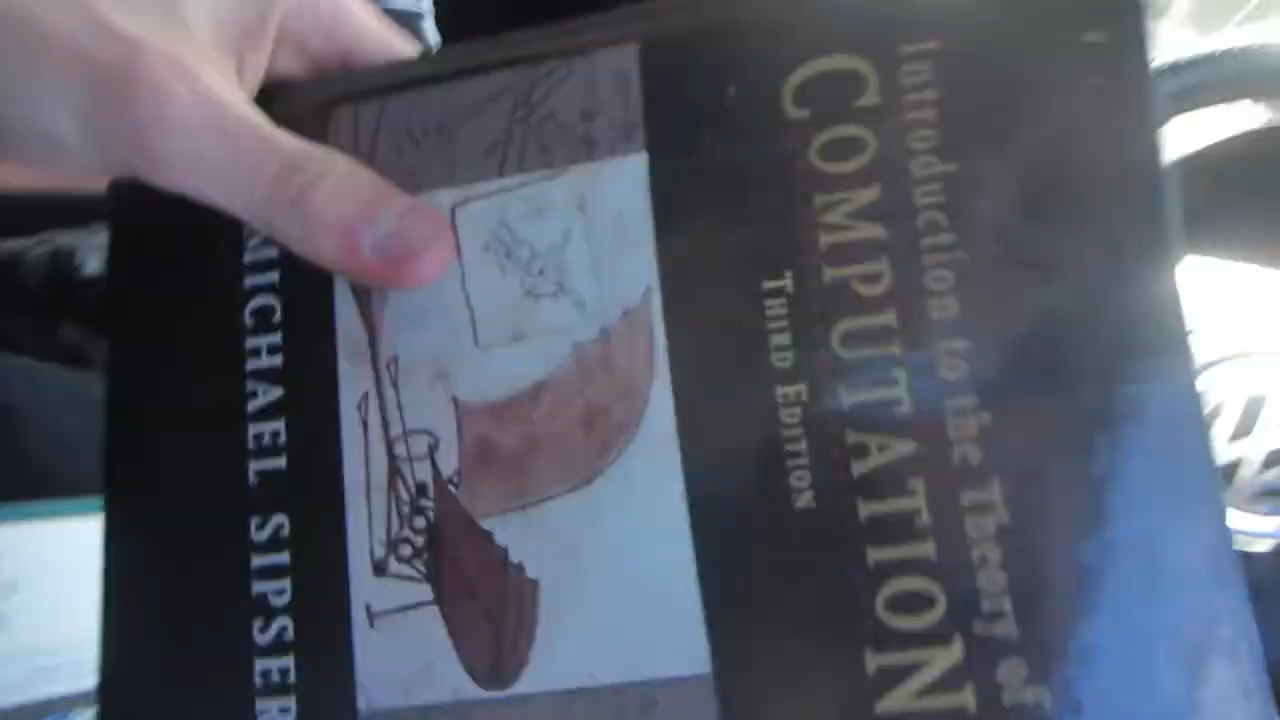 Introduction to the Theory of
COMPUTATION
THIRD EDITION
MICHAEL SIPSER